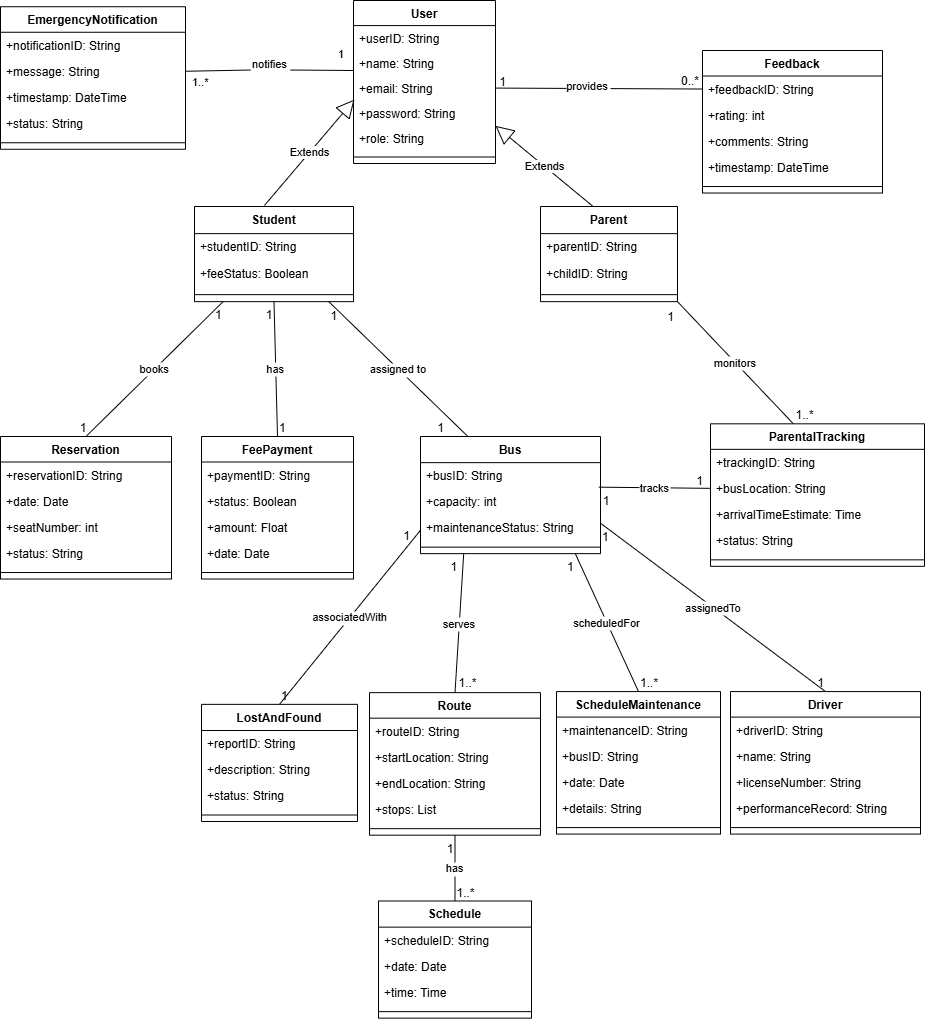 EmergencyNotification
+notificationID: String
+message: String
+timestamp: DateTime
+status: String
notifies
1
1..*
User
+userID: String
+name: String
+email: String
+password: String
+role: String
1
provides
0..*
Feedback
+feedbackID: String
+rating: int
+comments: String
+timestamp: DateTime
Extends
Extends
Student
+studentID: String
+feeStatus: Boolean
Parent
+parentID: String
+childID: String
1
1
1
1
books
has
assigned to
monitors
1
1
1
1..*
Reservation
+reservationID: String
+date: Date
+seatNumber: int
+status: String
FeePayment
+paymentID: String
+status: Boolean
+amount: Float
+date: Date
Bus
+busID: String
+capacity: int
+maintenanceStatus: String
1
tracks
1
ParentalTracking
+trackingID: String
+busLocation: String
+arrivalTimeEstimate: Time
+status: String
1
1
1
1
associatedWith
serves
scheduledFor
assignedTo
1
1..*
1..*
1
LostAndFound
+reportID: String
+description: String
+status: String
Route
+routeID: String
+startLocation: String
+endLocation: String
+stops: List
ScheduleMaintenance
+maintenanceID: String
+busID: String
+date: Date
+details: String
Driver
+driverID: String
+name: String
+licenseNumber: String
+performanceRecord: String
1
has
1..*
Schedule
+scheduleID: String
+date: Date
+time: Time